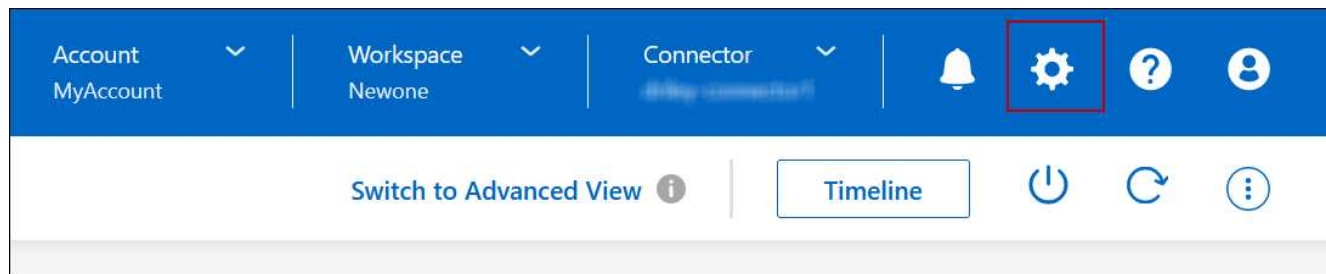 Account
MyAccount
Workspace
Newone
Connector
Switch to Advanced View
Timeline